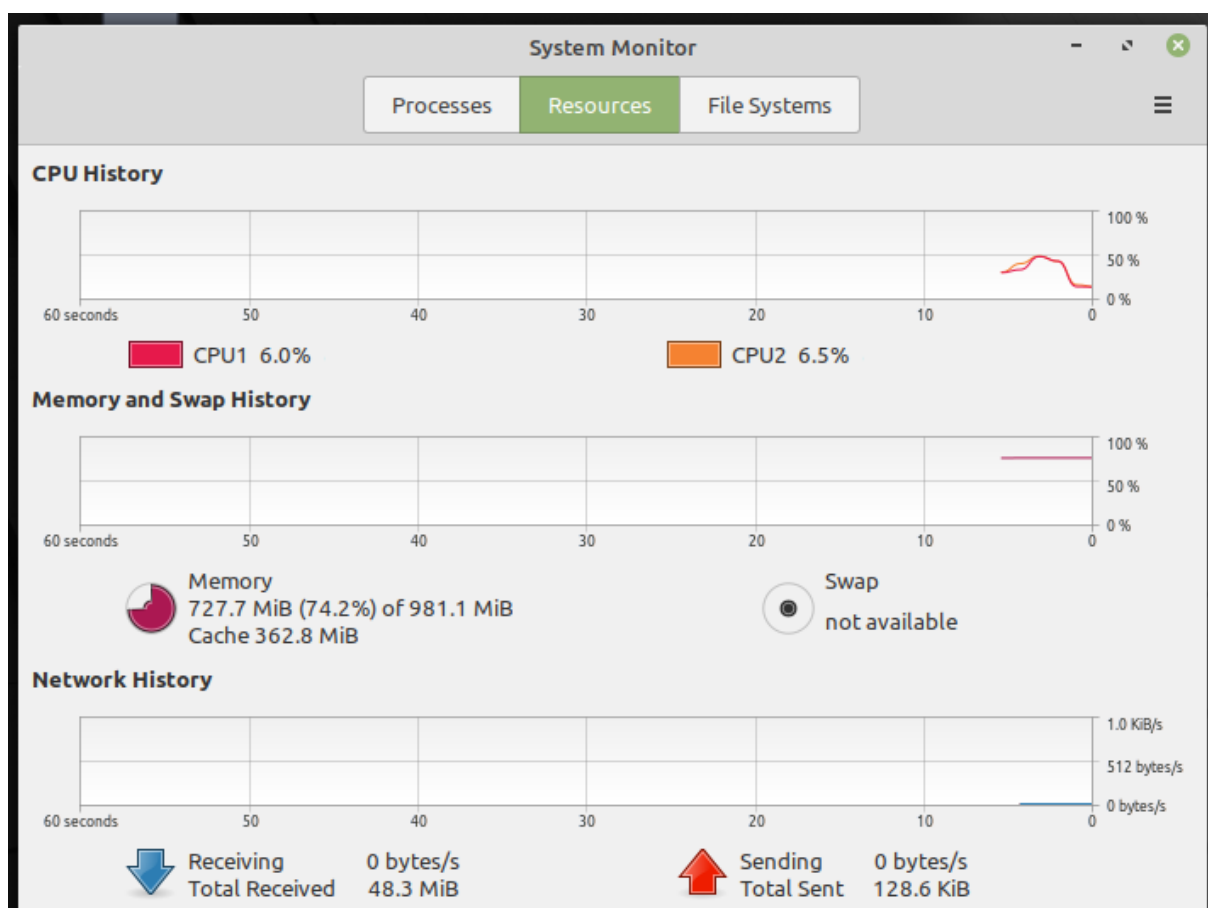 System Monitor
Processes Resources File Systems
CPU History
100 %
50 %
0 %
60 seconds 50 40 30 20 10 0
CPU1 6.0% CPU2 6.5%
Memory and Swap History
100 %
50 %
0 %
60 seconds 50 40 30 20 10 0
Memory
727.7 MiB (74.2%) of 981.1 MiB
Cache 362.8 MiB
Swap
not available
Network History
1.0 KiB/s
512 bytes/s
0 bytes/s
60 seconds 50 40 30 20 10 0
Receiving 0 bytes/s
Total Received 48.3 MiB
Sending 0 bytes/s
Total Sent 128.6 KiB